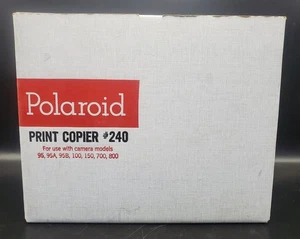 Polaroid
PRINT COPIER #240
For use with camera models
95, 95A, 95B, 100, 150, 700, 800